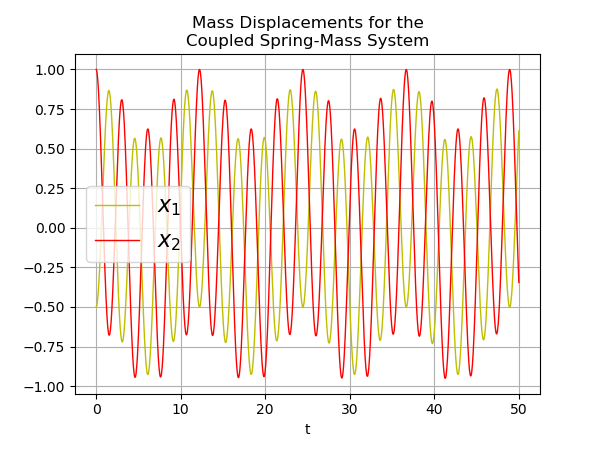 Mass Displacements for the
Coupled Spring-Mass System
1.00
0.75
0.50
0.25
0.00
−0.25
−0.50
−0.75
−1.00
x₁
x₂
0 10 20 30 40 50
t